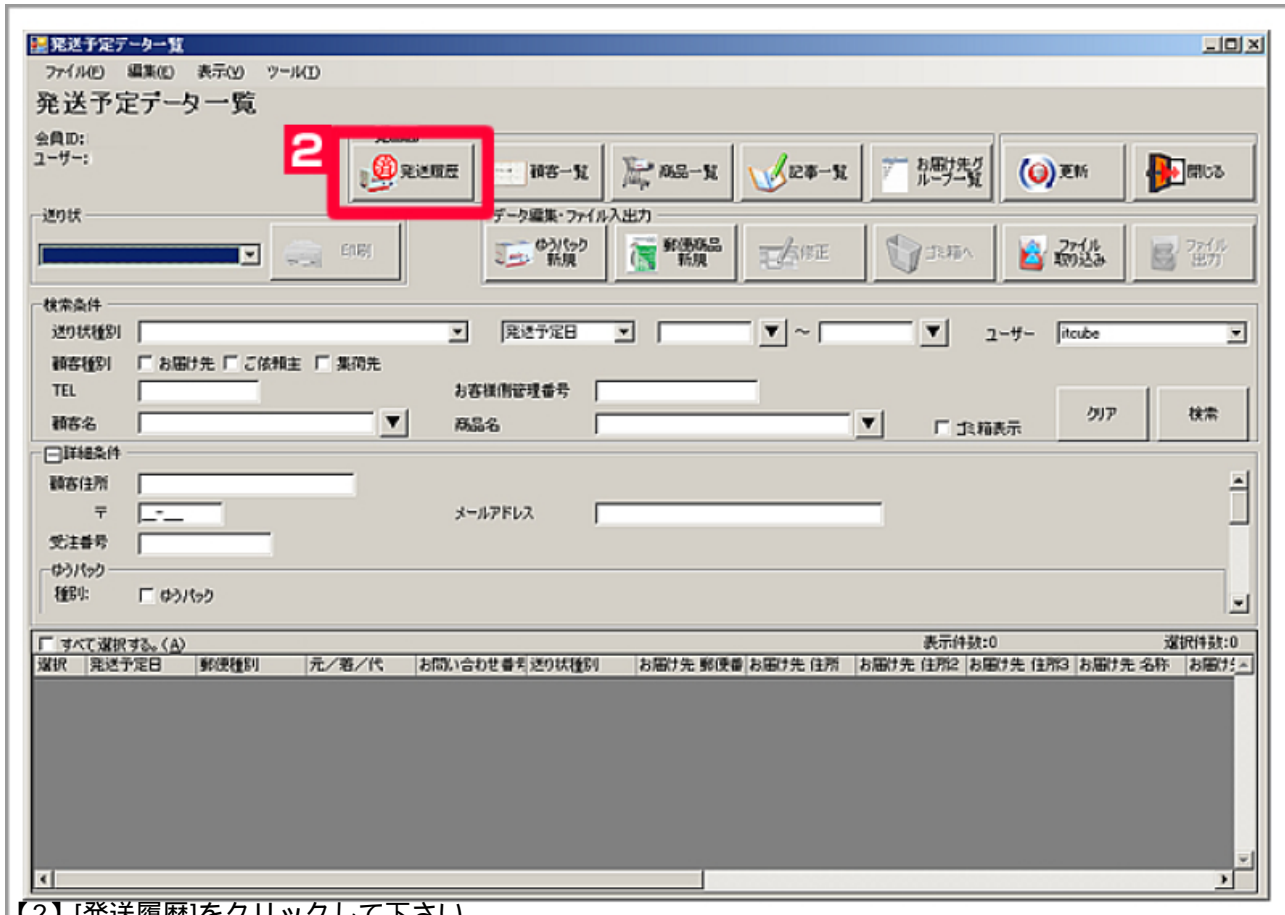 発送予定データ一覧
ファイル(F) 編集(E) 表示(V) ツール(T)
発送予定データ一覧
会員ID:
ユーザー:
2
発送履歴 顧客一覧 商品一覧 記事一覧 お届け先グループ一覧 更新 閉じる
送り状
データ編集・ファイル入出力
印刷 ゆうパック新規 郵便商品新規 修正 ゴミ箱へ ファイル取り込み ファイル出力
検索条件
送り状種別 発送予定日 ～ ユーザー itcube
顧客種別 お届け先 ご依頼主 集荷先
TEL お客様側管理番号
顧客名 商品名 ゴミ箱表示 クリア 検索
詳細条件
顧客住所
〒 __-__ メールアドレス
受注番号
ゆうパック
種別: ゆうパック
すべて選択する。(A) 表示件数:0 選択件数:0
選択 発送予定日 郵便種別 元/着/代 お問い合わせ番号 送り状種別 お届け先 郵便番 お届け先 住所 お届け先 住所2 お届け先 住所3 お届け先 名称 お届け
【2】[発送履歴]をクリックして下さい